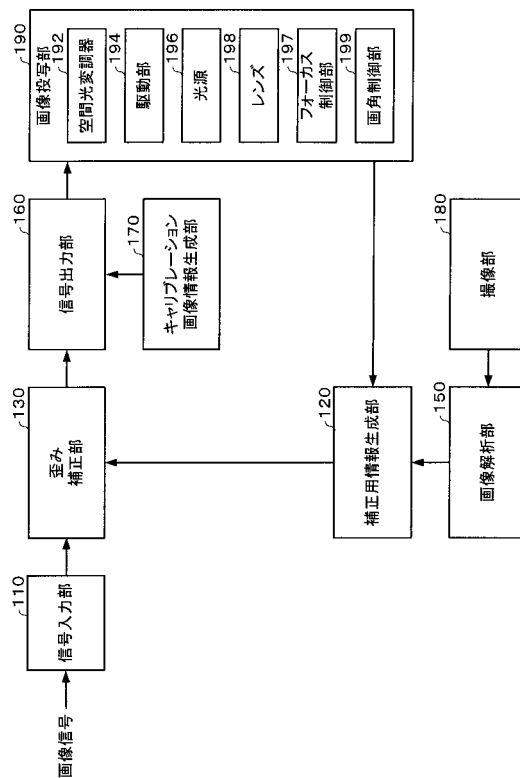 画像信号
110
信号入力部
130
歪み
補正部
160
信号出力部
170
キャリブレーション
画像情報生成部
190
画像投写部
192
空間光変調器
194
駆動部
196
光源
198
レンズ
197
フォーカス
制御部
199
画角制御部
120
補正用情報生成部
150
画像解析部
180
撮像部